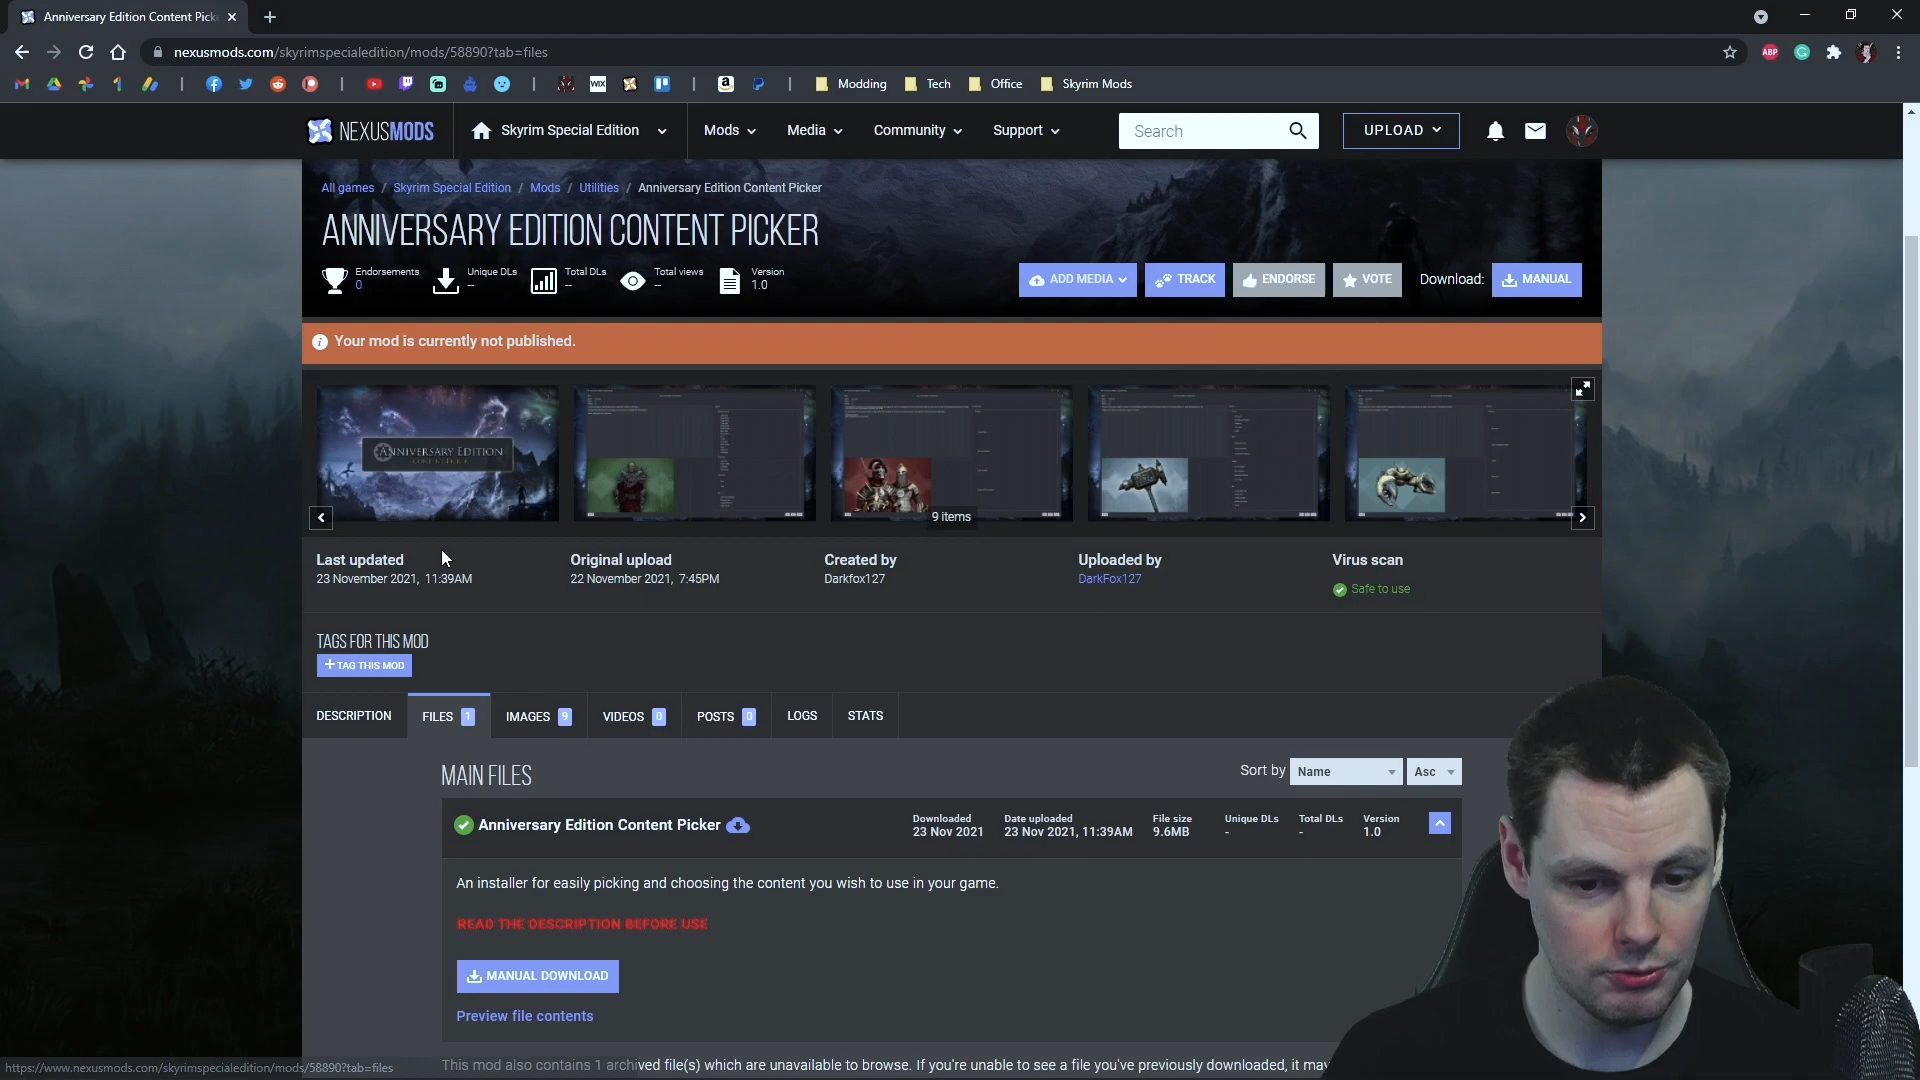 Anniversary Edition Content Pick
nexusmods.com/skyrimspecialedition/mods/58890?tab=files
ABP
WIX
Modding
Tech
Office
Skyrim Mods
NEXUSMODS
Skyrim Special Edition
Mods
Media
Community
Support
Search
UPLOAD
All games / Skyrim Special Edition / Mods / Utilities / Anniversary Edition Content Picker
ANNIVERSARY EDITION CONTENT PICKER
Endorsements
0
Unique DLs
--
Total DLs
--
Total views
--
Version
1.0
ADD MEDIA
TRACK
ENDORSE
VOTE
Download:
MANUAL
Your mod is currently not published.
ANNIVERSARY EDITION
9 items
Last updated
23 November 2021, 11:39AM
Original upload
22 November 2021, 7:45PM
Created by
Darkfox127
Uploaded by
DarkFox127
Virus scan
Safe to use
TAGS FOR THIS MOD
+ TAG THIS MOD
DESCRIPTION
FILES 1
IMAGES 9
VIDEOS 0
POSTS 0
LOGS
STATS
MAIN FILES
Sort by
Name
Asc
Anniversary Edition Content Picker
Downloaded
23 Nov 2021
Date uploaded
23 Nov 2021, 11:39AM
File size
9.6MB
Unique DLs
-
Total DLs
-
Version
1.0
An installer for easily picking and choosing the content you wish to use in your game.
READ THE DESCRIPTION BEFORE USE
MANUAL DOWNLOAD
Preview file contents
This mod also contains 1 archived file(s) which are unavailable to browse. If you're unable to see a file you've previously downloaded, it may
https://www.nexusmods.com/skyrimspecialedition/mods/58890?tab=files